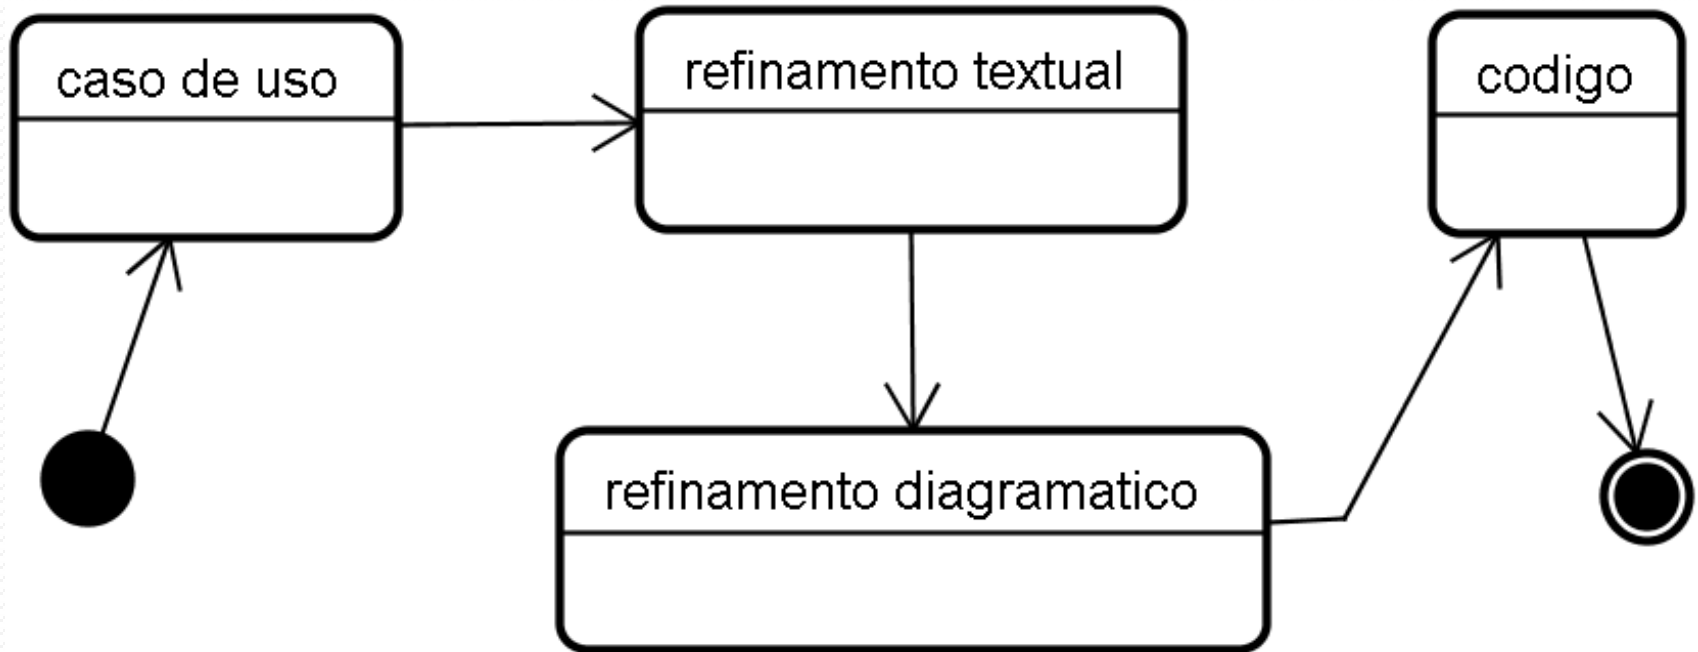 caso de uso
refinamento textual
codigo
refinamento diagramatico